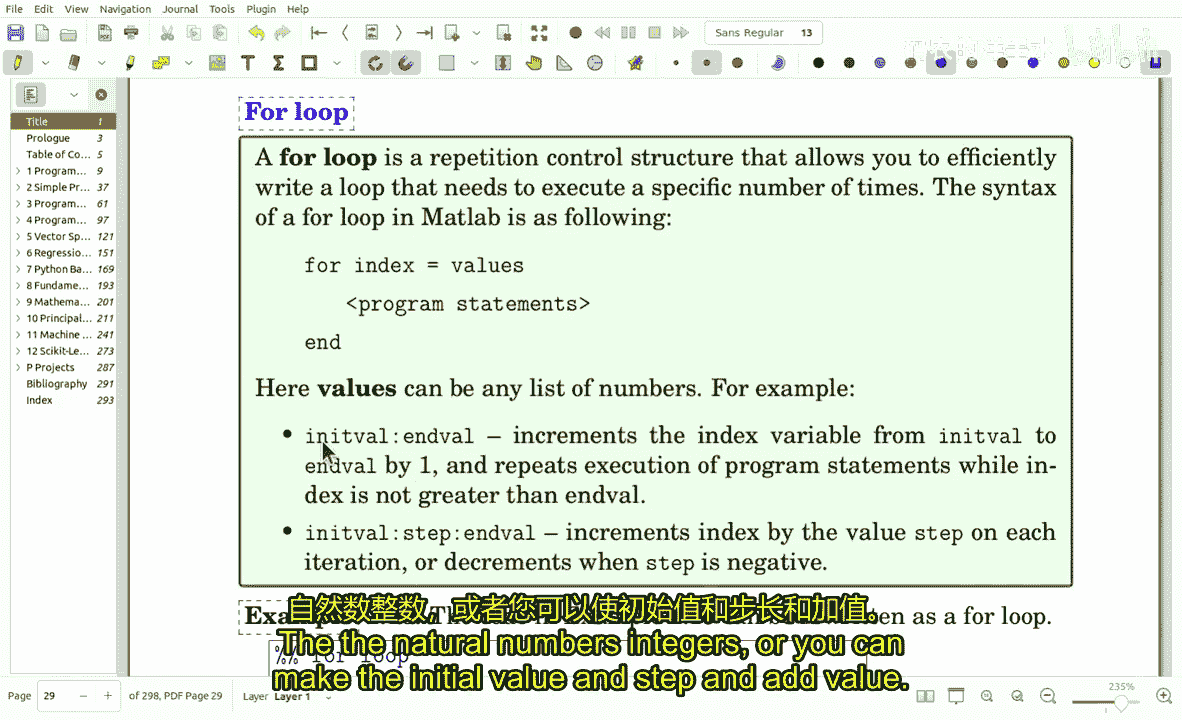 File Edit View Navigation Journal Tools Plugin Help
Sans Regular 13
Title 1
Prologue 3
Table of Co... 5
1 Program... 9
2 Simple Pr... 37
3 Program... 61
4 Program... 97
5 Vector Sp... 121
6 Regressio... 151
7 Python Ba... 169
8 Fundame... 193
9 Mathema... 201
10 Principal... 211
11 Machine ... 241
12 Scikit-Le... 273
P Projects 287
Bibliography 291
Index 293
For loop
A for loop is a repetition control structure that allows you to efficiently
write a loop that needs to execute a specific number of times. The syntax
of a for loop in Matlab is as following:
for index = values
<program statements>
end
Here values can be any list of numbers. For example:
• initval:endval – increments the index variable from initval to
endval by 1, and repeats execution of program statements while in-
dex is not greater than endval.
• initval:step:endval – increments index by the value step on each
iteration, or decrements when step is negative.
en as a for loop.
%% for loop
自然数整数，或者您可以使初始值和步长和加值。
The the natural numbers integers, or you can
make the initial value and step and add value.
Page 29 of 298, PDF Page 29 Layer Layer 1 235%